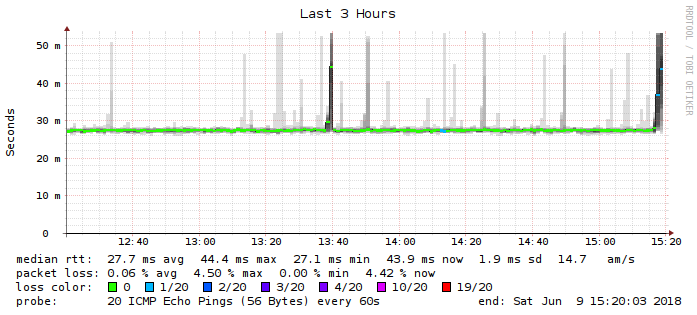 Last 3 Hours
RRDTOOL / TOBI OETIKER
Seconds
50 m
40 m
30 m
20 m
10 m
0
12:40 13:00 13:20 13:40 14:00 14:20 14:40 15:00 15:20
median rtt: 27.7 ms avg 44.4 ms max 27.1 ms min 43.9 ms now 1.9 ms sd 14.7 am/s
packet loss: 0.06 % avg 4.50 % max 0.00 % min 4.42 % now
loss color: 0 1/20 2/20 3/20 4/20 10/20 19/20
probe: 20 ICMP Echo Pings (56 Bytes) every 60s end: Sat Jun 9 15:20:03 2018